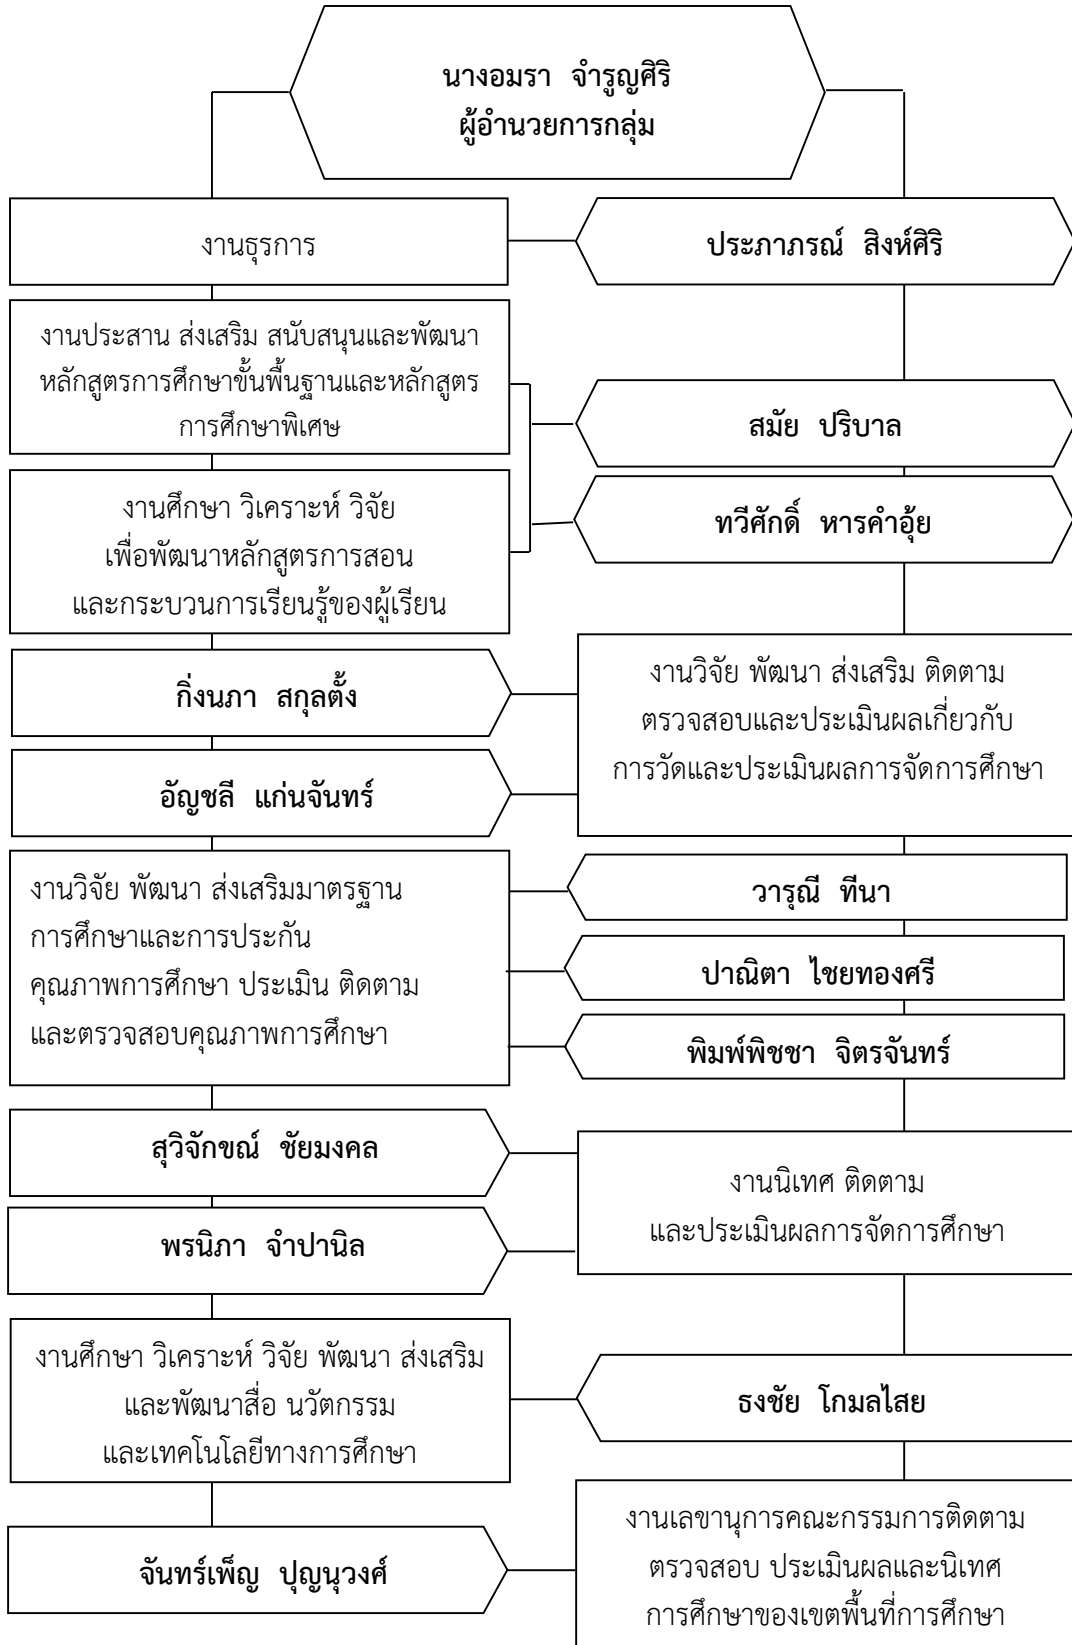 นางอมรา จำรูญศิริ
ผู้อำนวยการกลุ่ม
งานธุรการ
ประภาภรณ์ สิงห์ศิริ
งานประสาน ส่งเสริม สนับสนุนและพัฒนา
หลักสูตรการศึกษาขั้นพื้นฐานและหลักสูตร
การศึกษาพิเศษ
สมัย ปริบาล
งานศึกษา วิเคราะห์ วิจัย
เพื่อพัฒนาหลักสูตรการสอน
และกระบวนการเรียนรู้ของผู้เรียน
ทวีศักดิ์ หารคำอุ้ย
กิ่งนภา สกุลตั้ง
อัญชลี แก่นจันทร์
งานวิจัย พัฒนา ส่งเสริม ติดตาม
ตรวจสอบและประเมินผลเกี่ยวกับ
การวัดและประเมินผลการจัดการศึกษา
งานวิจัย พัฒนา ส่งเสริมมาตรฐาน
การศึกษาและการประกัน
คุณภาพการศึกษา ประเมิน ติดตาม
และตรวจสอบคุณภาพการศึกษา
วารุณี ทีนา
ปาณิตา ไชยทองศรี
พิมพ์พิชชา จิตรจันทร์
สุวิจักขณ์ ชัยมงคล
พรนิภา จำปานิล
งานนิเทศ ติดตาม
และประเมินผลการจัดการศึกษา
งานศึกษา วิเคราะห์ วิจัย พัฒนา ส่งเสริม
และพัฒนาสื่อ นวัตกรรม
และเทคโนโลยีทางการศึกษา
ธงชัย โกมลไสย
จันทร์เพ็ญ ปุญนุวงศ์
งานเลขานุการคณะกรรมการติดตาม
ตรวจสอบ ประเมินผลและนิเทศ
การศึกษาของเขตพื้นที่การศึกษา